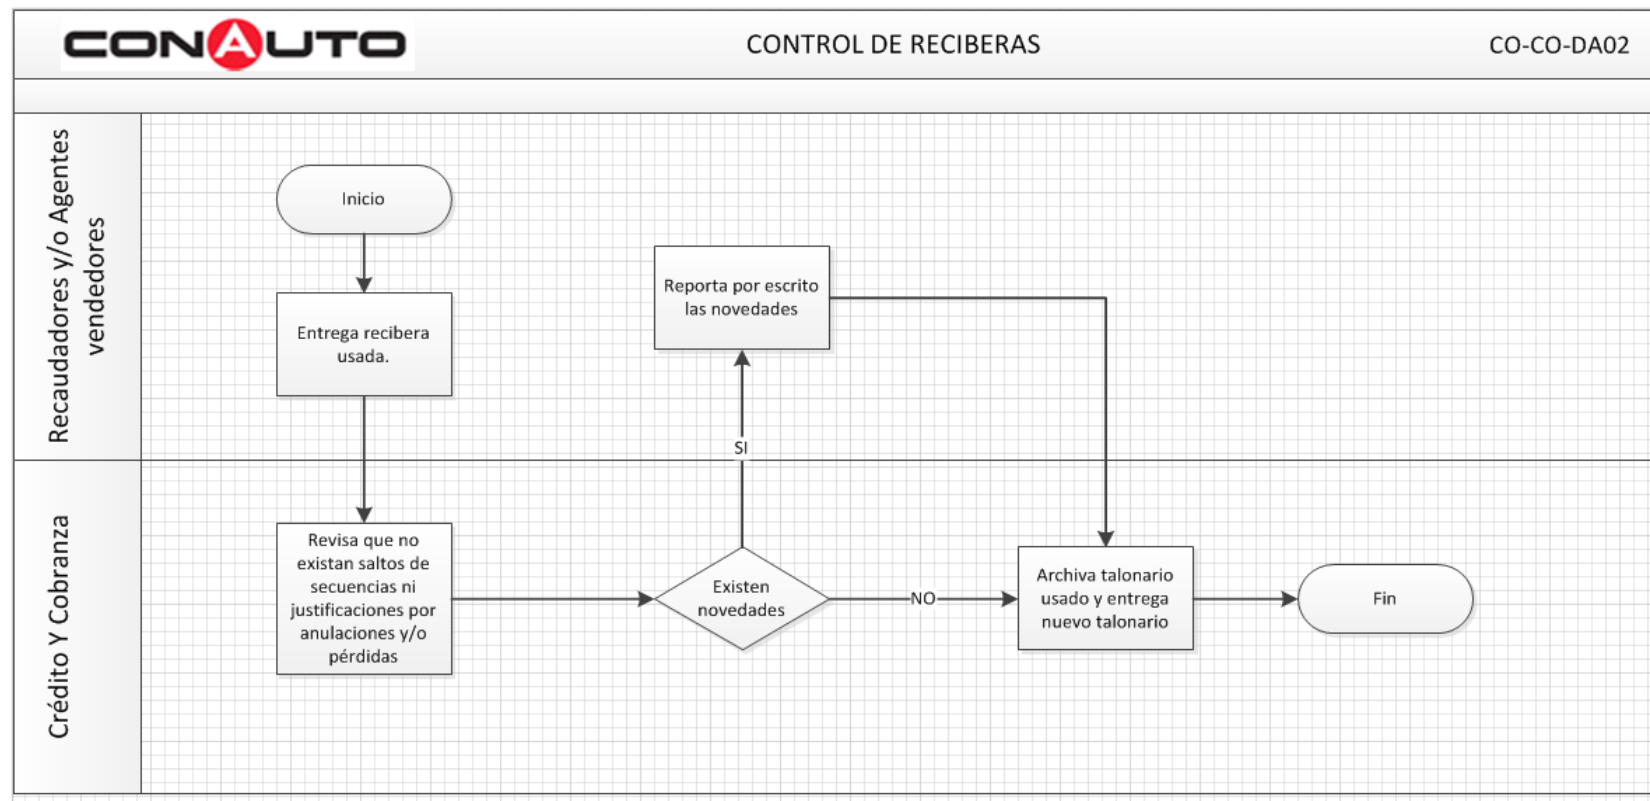 CONAUTO
CONTROL DE RECIBERAS
CO-CO-DA02
Recaudadores y/o Agentes
vendedores
Inicio
Entrega recibera
usada.
Reporta por escrito
las novedades
SI
Crédito Y Cobranza
Revisa que no
existan saltos de
secuencias ni
justificaciones por
anulaciones y/o
pérdidas
Existen
novedades
NO
Archiva talonario
usado y entrega
nuevo talonario
Fin